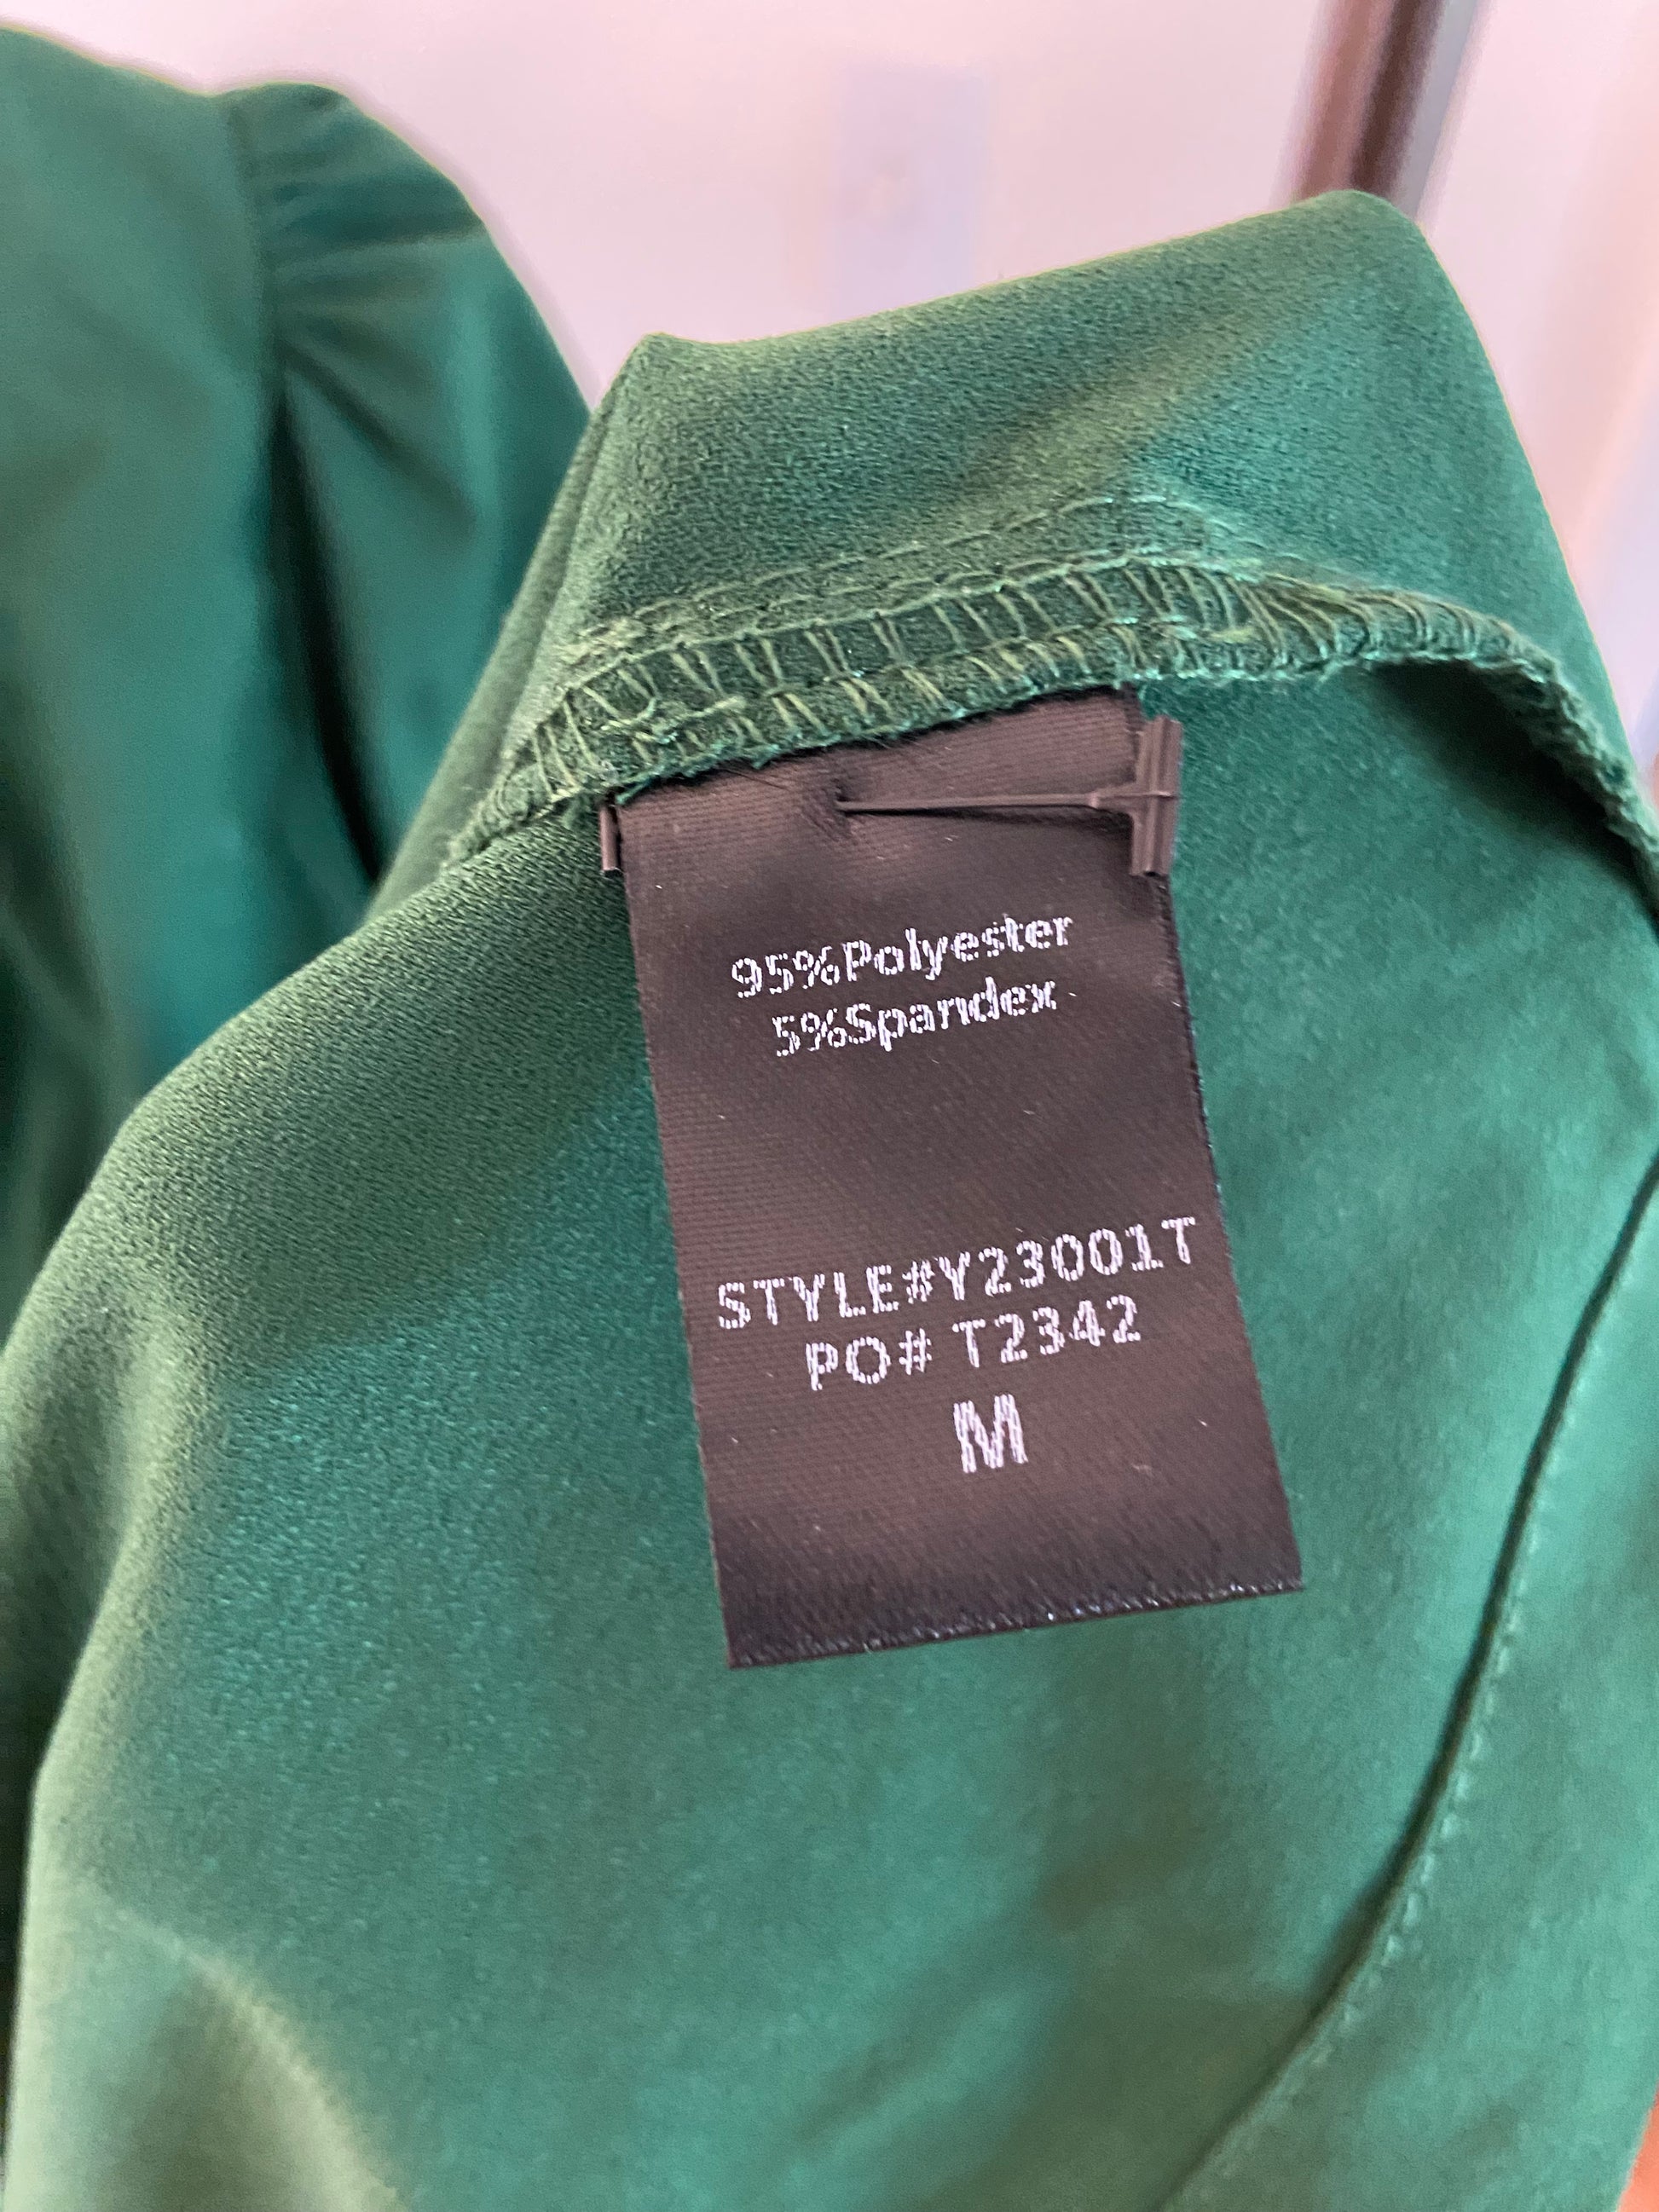 95%Polyester
5%Spandex
STYLE#Y23001T
PO# T2342
M